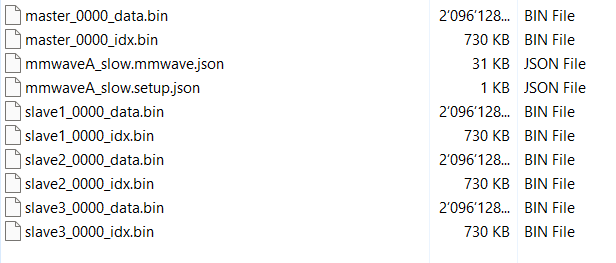 master_0000_data.bin 2'096'128... BIN File
master_0000_idx.bin 730 KB BIN File
mmwaveA_slow.mmwave.json 31 KB JSON File
mmwaveA_slow.setup.json 1 KB JSON File
slave1_0000_data.bin 2'096'128... BIN File
slave1_0000_idx.bin 730 KB BIN File
slave2_0000_data.bin 2'096'128... BIN File
slave2_0000_idx.bin 730 KB BIN File
slave3_0000_data.bin 2'096'128... BIN File
slave3_0000_idx.bin 730 KB BIN File